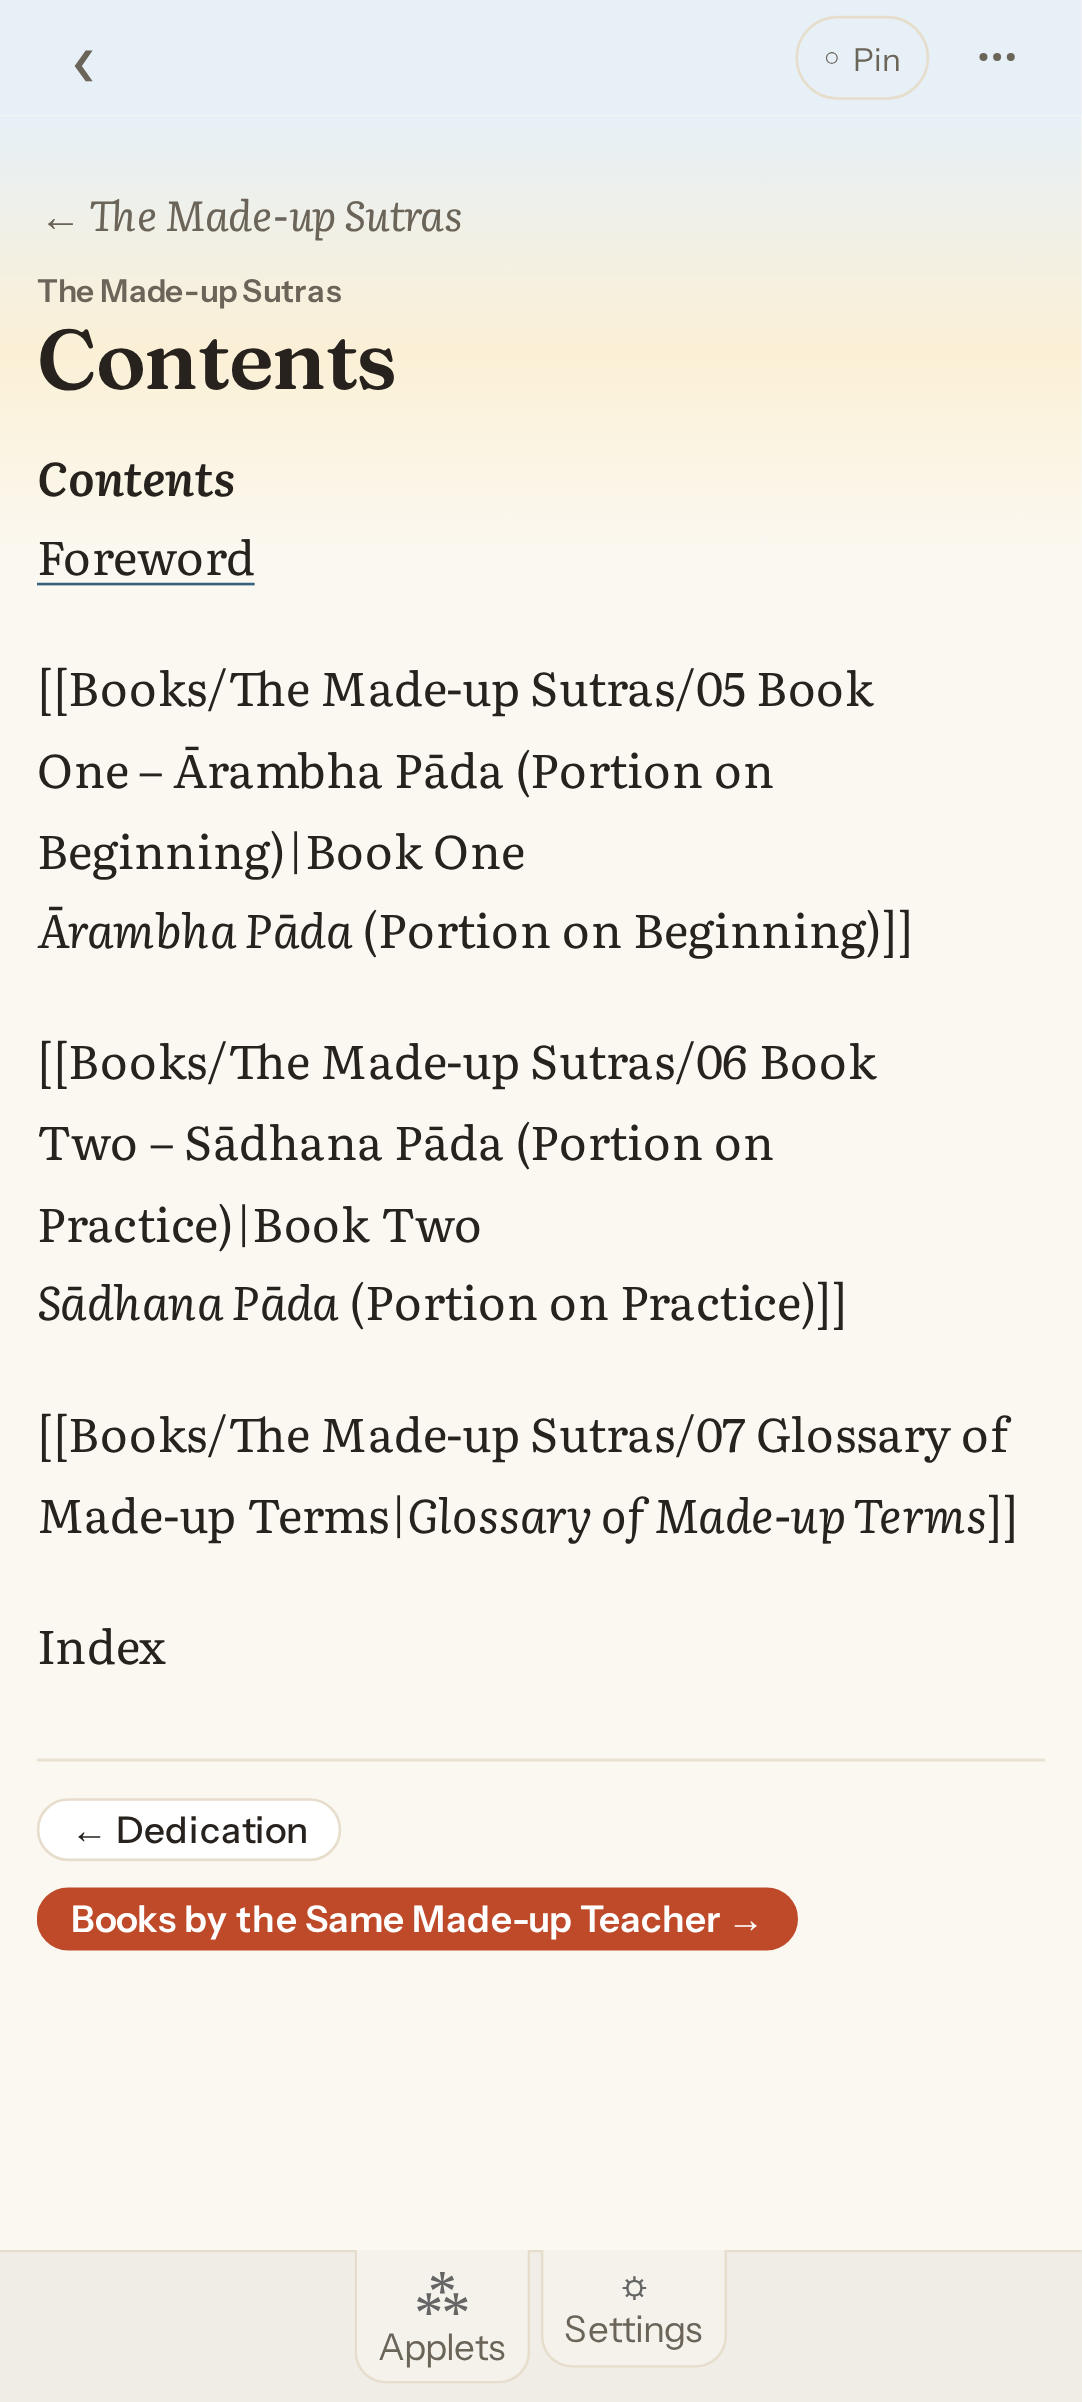 Pin
← The Made-up Sutras
The Made-up Sutras
Contents
Contents
Foreword
[[Books/The Made-up Sutras/05 Book
One – Ārambha Pāda (Portion on
Beginning)|Book One
Ārambha Pāda (Portion on Beginning)]]
[[Books/The Made-up Sutras/06 Book
Two – Sādhana Pāda (Portion on
Practice)|Book Two
Sādhana Pāda (Portion on Practice)]]
[[Books/The Made-up Sutras/07 Glossary of
Made-up Terms|Glossary of Made-up Terms]]
Index
← Dedication
Books by the Same Made-up Teacher →
Applets
Settings